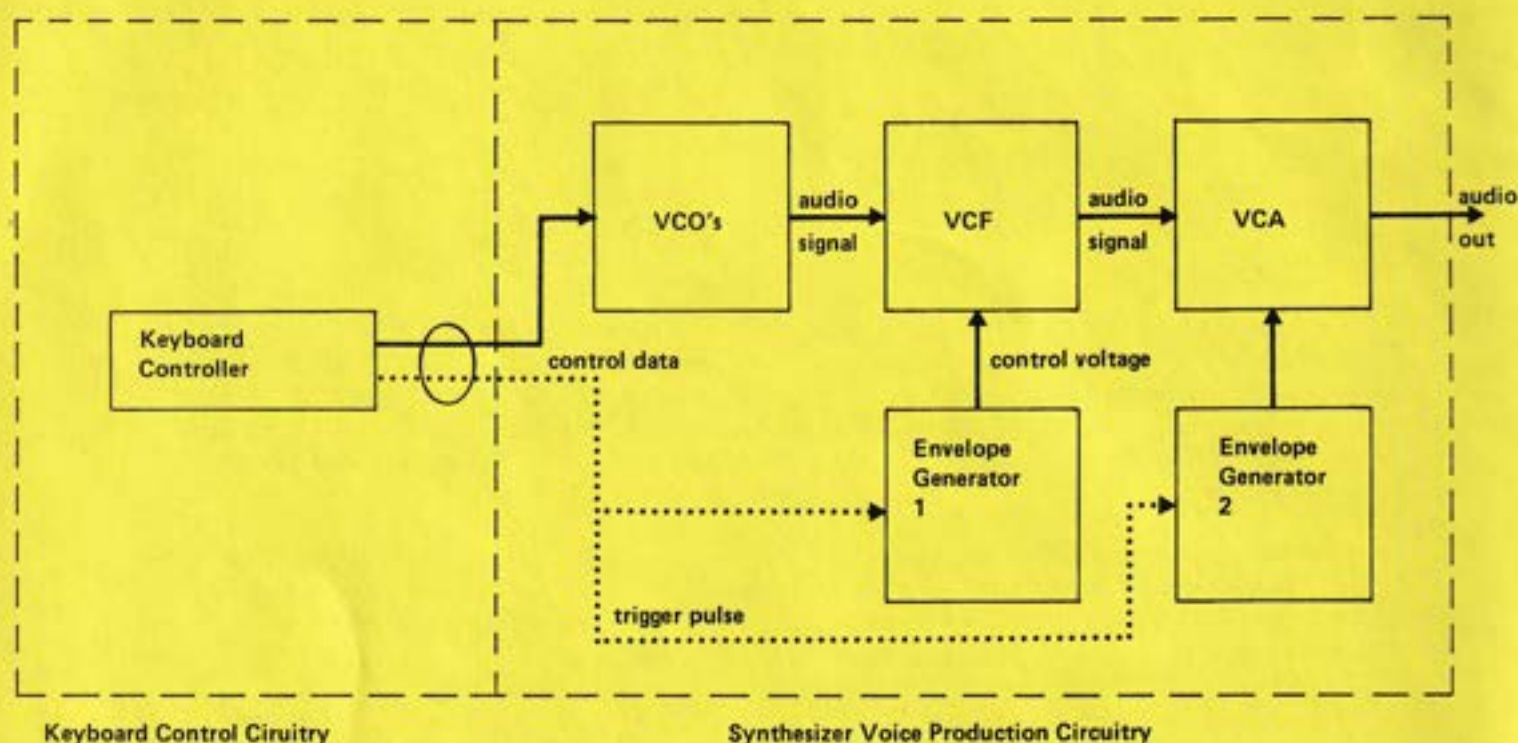 VCO's
audio
signal
VCF
audio
signal
VCA
audio
out
Keyboard
Controller
control data
control voltage
Envelope
Generator
1
Envelope
Generator
2
trigger pulse
Keyboard Control Ciruitry
Synthesizer Voice Production Circuitry